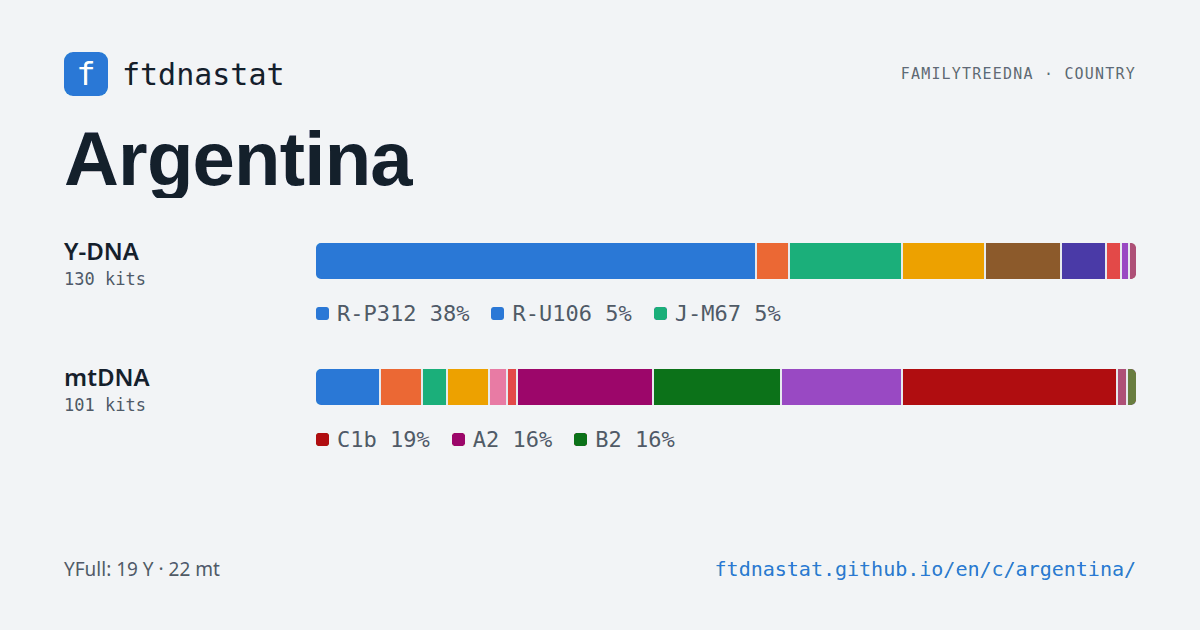 f ftdnastat
FAMILYTREEDNA · COUNTRY
Argentina
Y-DNA
130 kits
R-P312 38% R-U106 5% J-M67 5%
mtDNA
101 kits
C1b 19% A2 16% B2 16%
YFull: 19 Y · 22 mt
ftdnastat.github.io/en/c/argentina/